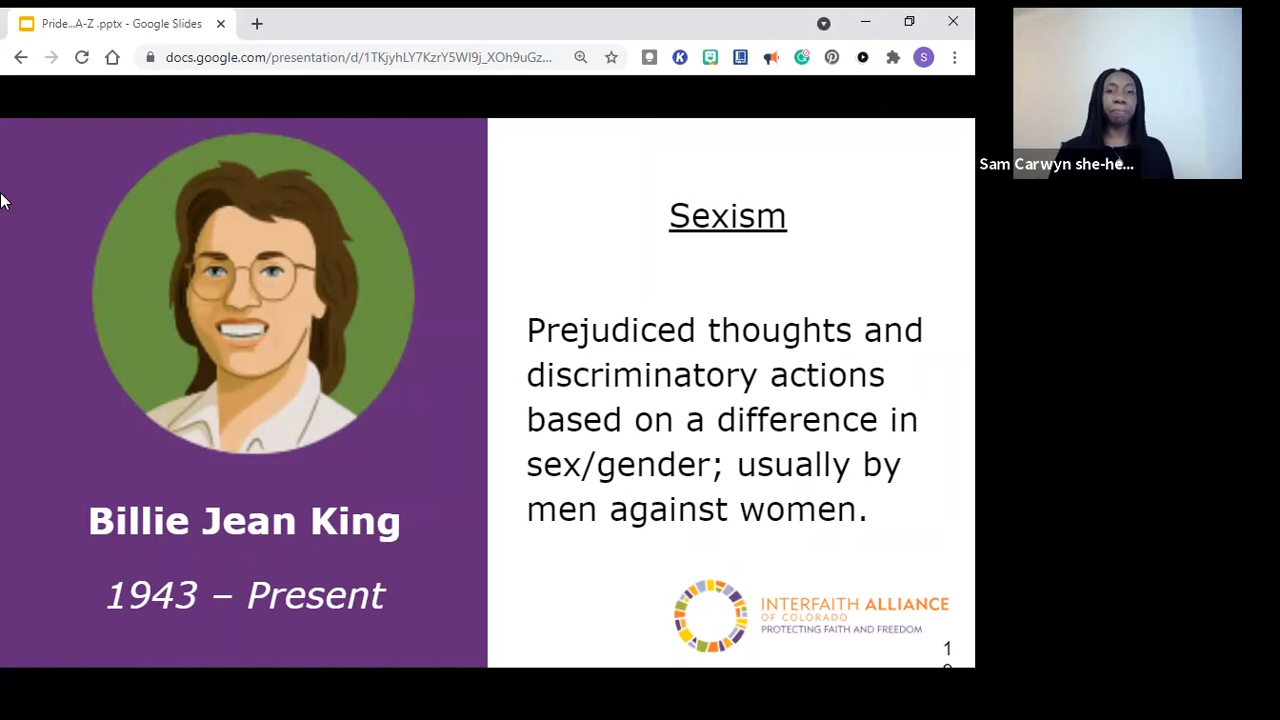 Pride...A-Z .pptx - Google Slides
docs.google.com/presentation/d/1TKjyhLY7KzrY5Wl9j_XOh9uGz...
S
Sam Carwyn she-he...
Sexism
Prejudiced thoughts and
discriminatory actions
based on a difference in
sex/gender; usually by
men against women.
Billie Jean King
1943 – Present
INTERFAITH ALLIANCE
OF COLORADO
PROTECTING FAITH AND FREEDOM
1